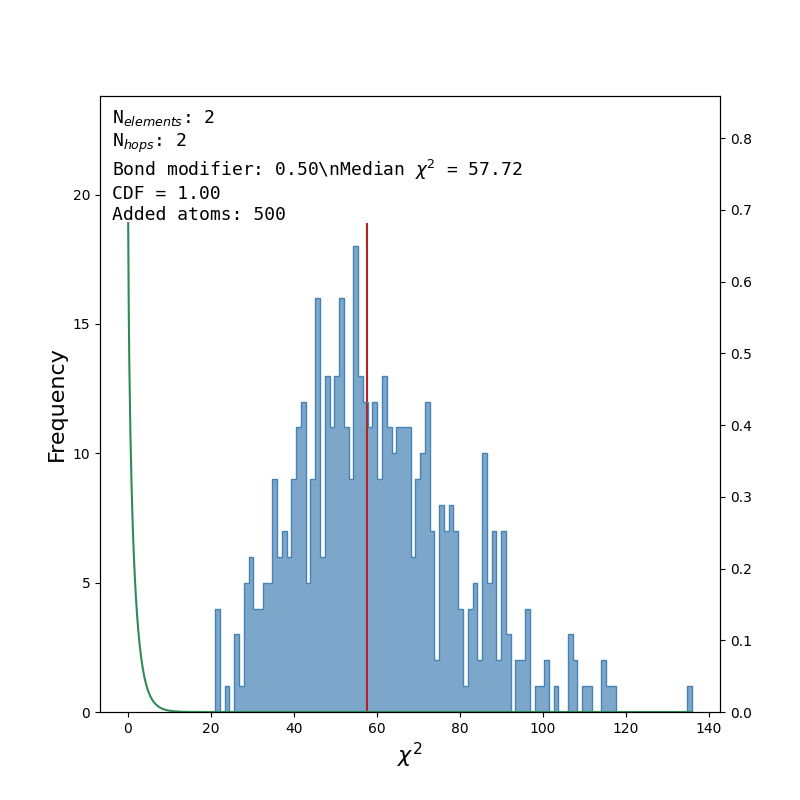 N_elements: 2
N_hops: 2
Bond modifier: 0.50\nMedian χ² = 57.72
CDF = 1.00
Added atoms: 500
Frequency
0
5
10
15
20
0.0
0.1
0.2
0.3
0.4
0.5
0.6
0.7
0.8
0 20 40 60 80 100 120 140
χ²